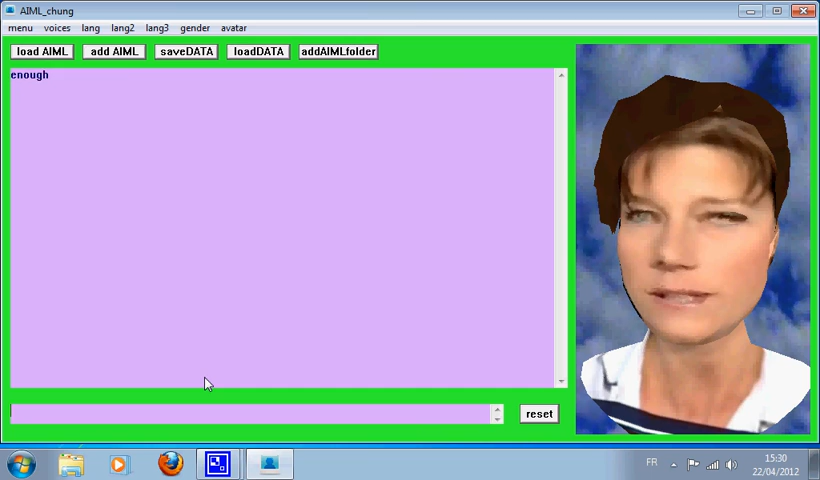 AIML_chung
menu voices lang lang2 lang3 gender avatar
load AIML add AIML saveDATA loadDATA addAIMLfolder
enough
reset
FR 15:30
22/04/2012